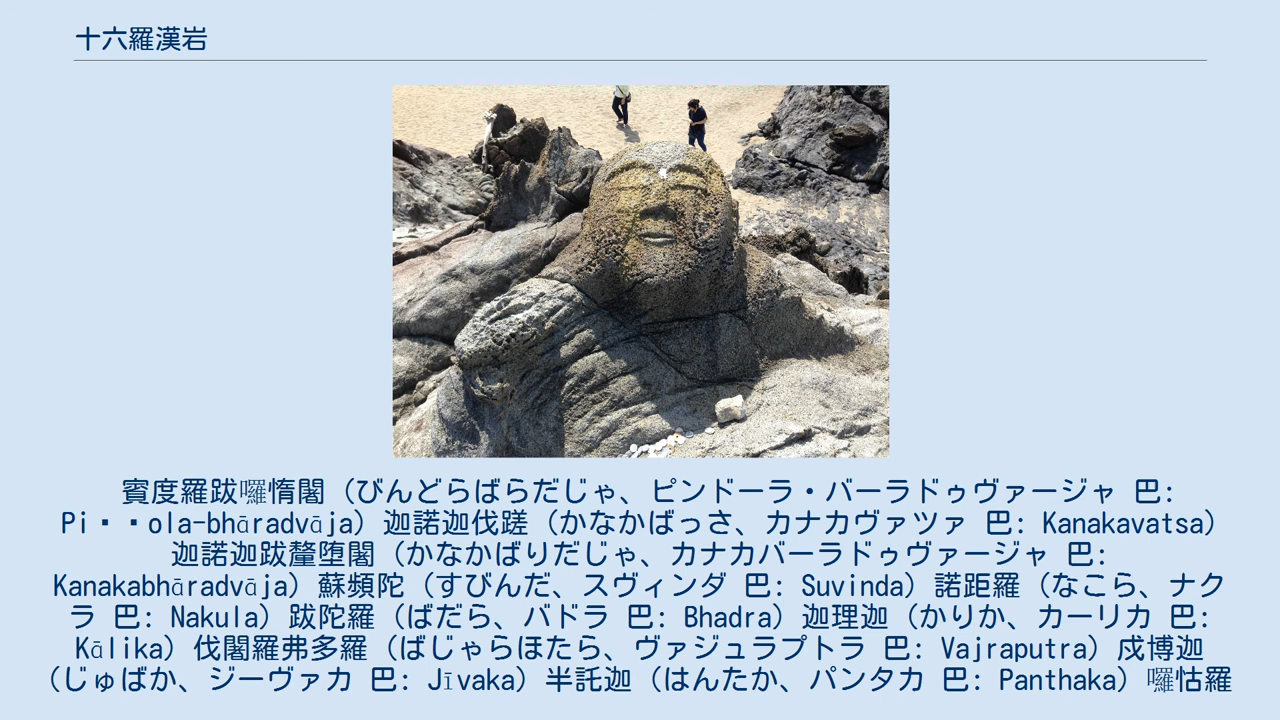 十六羅漢岩
賓度羅跋囉惰闍（びんどらばらだじゃ、ピンドーラ・バーラドゥヴァージャ 巴:
Pi▪▪ola-bhāradvāja）迦諾迦伐蹉（かなかばっさ、カナカヴァツァ 巴: Kanakavatsa）
迦諾迦跋釐堕闍（かなかばりだじゃ、カナカバーラドゥヴァージャ 巴:
Kanakabhāradvāja）蘇頻陀（すびんだ、スヴィンダ 巴: Suvinda）諾距羅（なこら、ナク
ラ 巴: Nakula）跋陀羅（ばだら、バドラ 巴: Bhadra）迦理迦（かりか、カーリカ 巴:
Kālika）伐闍羅弗多羅（ばじゃらほたら、ヴァジュラプトラ 巴: Vajraputra）戍博迦
（じゅばか、ジーヴァカ 巴: Jīvaka）半託迦（はんたか、パンタカ 巴: Panthaka）囉怙羅